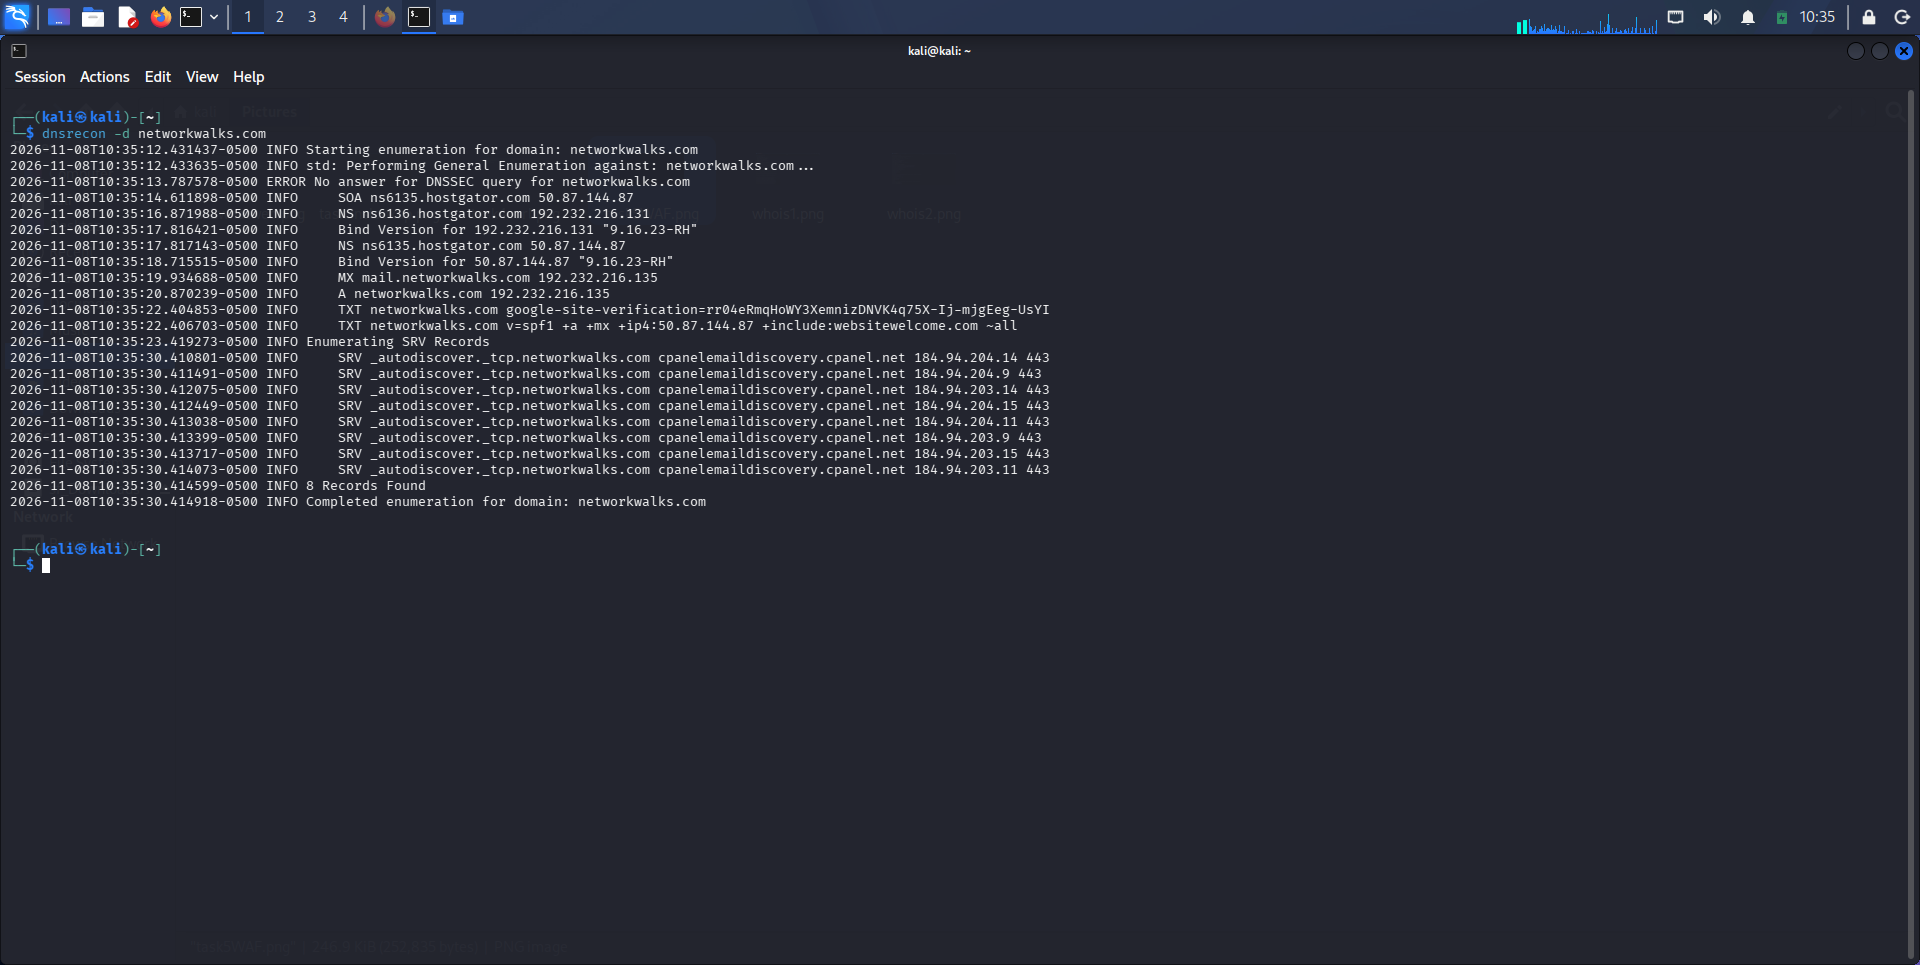 1 2 3 4 10:35
kali@kali: ~
Session Actions Edit View Help
kali Pictures
┌──(kali㉿kali)-[~]
└─$ dnsrecon -d networkwalks.com
2026-11-08T10:35:12.431437-0500 INFO Starting enumeration for domain: networkwalks.com
2026-11-08T10:35:12.433635-0500 INFO std: Performing General Enumeration against: networkwalks.com...
2026-11-08T10:35:13.787578-0500 ERROR No answer for DNSSEC query for networkwalks.com
2026-11-08T10:35:14.611898-0500 INFO SOA ns6135.hostgator.com 50.87.144.87
2026-11-08T10:35:16.871988-0500 INFO NS ns6136.hostgator.com 192.232.216.131
whois1.png whois2.png
2026-11-08T10:35:17.816421-0500 INFO Bind Version for 192.232.216.131 "9.16.23-RH"
2026-11-08T10:35:17.817143-0500 INFO NS ns6135.hostgator.com 50.87.144.87
2026-11-08T10:35:18.715515-0500 INFO Bind Version for 50.87.144.87 "9.16.23-RH"
2026-11-08T10:35:19.934688-0500 INFO MX mail.networkwalks.com 192.232.216.135
2026-11-08T10:35:20.870239-0500 INFO A networkwalks.com 192.232.216.135
2026-11-08T10:35:22.404853-0500 INFO TXT networkwalks.com google-site-verification=rr04eRmqHoWY3XemnizDNVK4q75X-Ij-mjgEeg-UsYI
2026-11-08T10:35:22.406703-0500 INFO TXT networkwalks.com v=spf1 +a +mx +ip4:50.87.144.87 +include:websitewelcome.com ~all
2026-11-08T10:35:23.419273-0500 INFO Enumerating SRV Records
2026-11-08T10:35:30.410801-0500 INFO SRV _autodiscover._tcp.networkwalks.com cpanelemaildiscovery.cpanel.net 184.94.204.14 443
2026-11-08T10:35:30.411491-0500 INFO SRV _autodiscover._tcp.networkwalks.com cpanelemaildiscovery.cpanel.net 184.94.204.9 443
2026-11-08T10:35:30.412075-0500 INFO SRV _autodiscover._tcp.networkwalks.com cpanelemaildiscovery.cpanel.net 184.94.203.14 443
2026-11-08T10:35:30.412449-0500 INFO SRV _autodiscover._tcp.networkwalks.com cpanelemaildiscovery.cpanel.net 184.94.204.15 443
2026-11-08T10:35:30.413038-0500 INFO SRV _autodiscover._tcp.networkwalks.com cpanelemaildiscovery.cpanel.net 184.94.204.11 443
2026-11-08T10:35:30.413399-0500 INFO SRV _autodiscover._tcp.networkwalks.com cpanelemaildiscovery.cpanel.net 184.94.203.9 443
2026-11-08T10:35:30.413717-0500 INFO SRV _autodiscover._tcp.networkwalks.com cpanelemaildiscovery.cpanel.net 184.94.203.15 443
2026-11-08T10:35:30.414073-0500 INFO SRV _autodiscover._tcp.networkwalks.com cpanelemaildiscovery.cpanel.net 184.94.203.11 443
2026-11-08T10:35:30.414599-0500 INFO 8 Records Found
2026-11-08T10:35:30.414918-0500 INFO Completed enumeration for domain: networkwalks.com
Network
┌──(kali㉿kali)-[~]
└─$